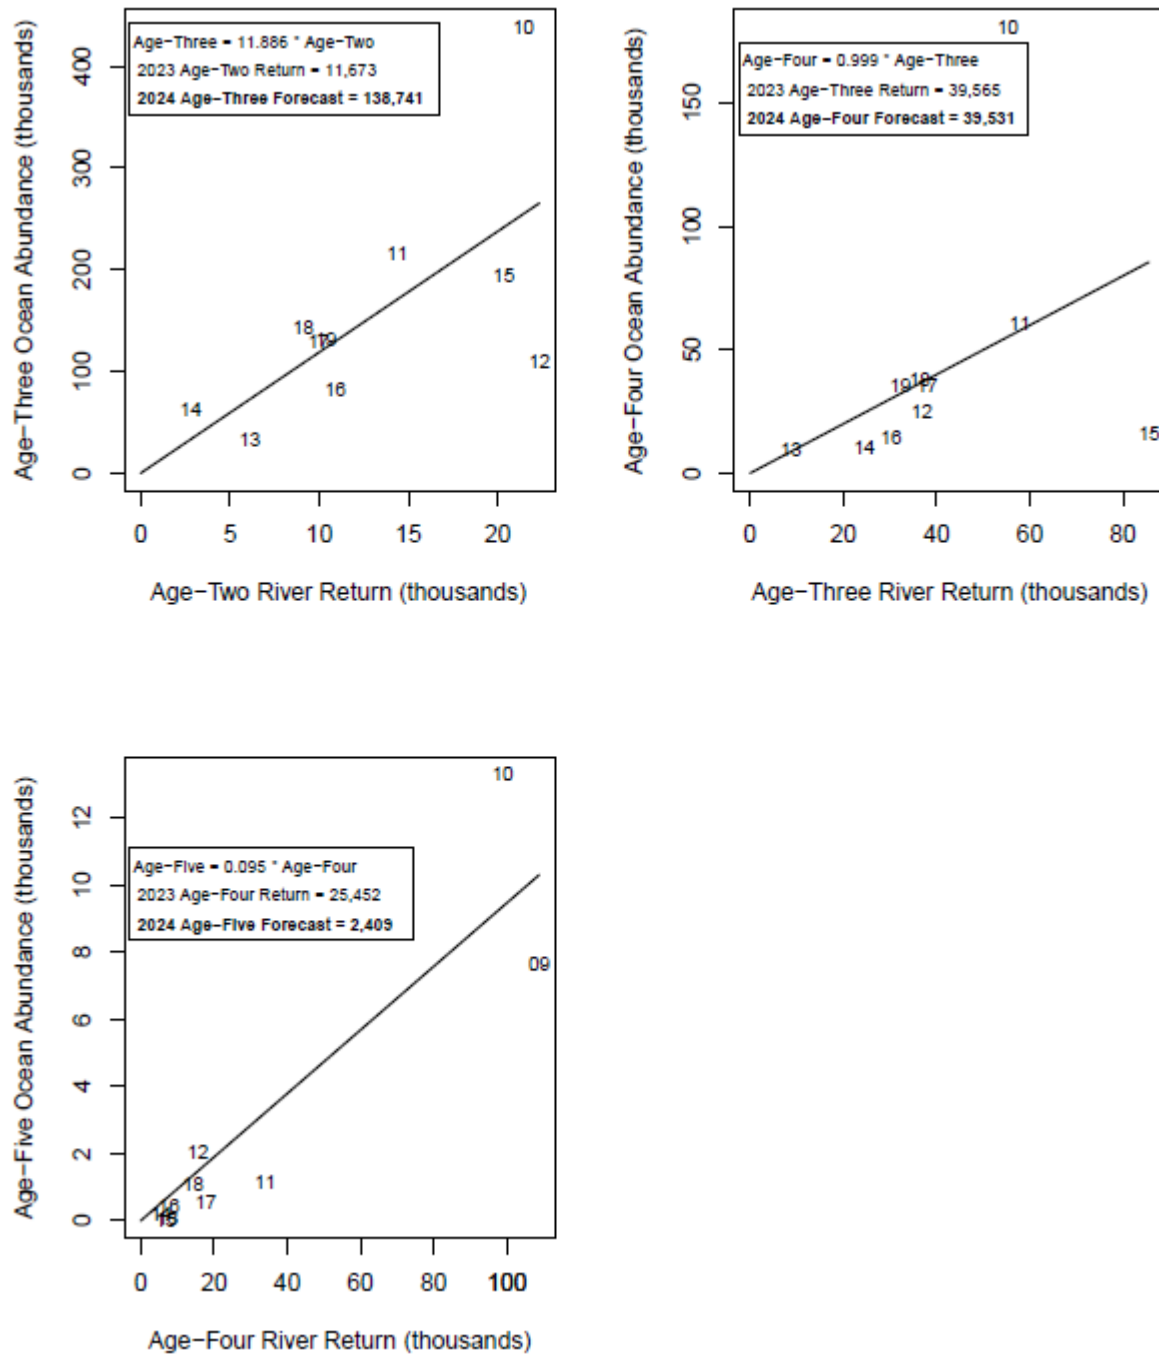 Age-Three Ocean Abundance (thousands)
0
100
200
300
400
Age-Three = 11.886 * Age-Two
2023 Age-Two Return = 11,673
2024 Age-Three Forecast = 138,741
10
11
15
18
17
19
12
16
14
13
0 5 10 15 20
Age-Two River Return (thousands)
Age-Four Ocean Abundance (thousands)
0
50
100
150
Age-Four = 0.999 * Age-Three
2023 Age-Three Return = 39,565
2024 Age-Four Forecast = 39,531
10
11
19
18
17
12
16
15
14
13
0 20 40 60 80
Age-Three River Return (thousands)
Age-Five Ocean Abundance (thousands)
0
2
4
6
8
10
12
Age-Five = 0.095 * Age-Four
2023 Age-Four Return = 25,452
2024 Age-Five Forecast = 2,409
10
09
12
18
11
17
16
15
0 20 40 60 80 100
Age-Four River Return (thousands)